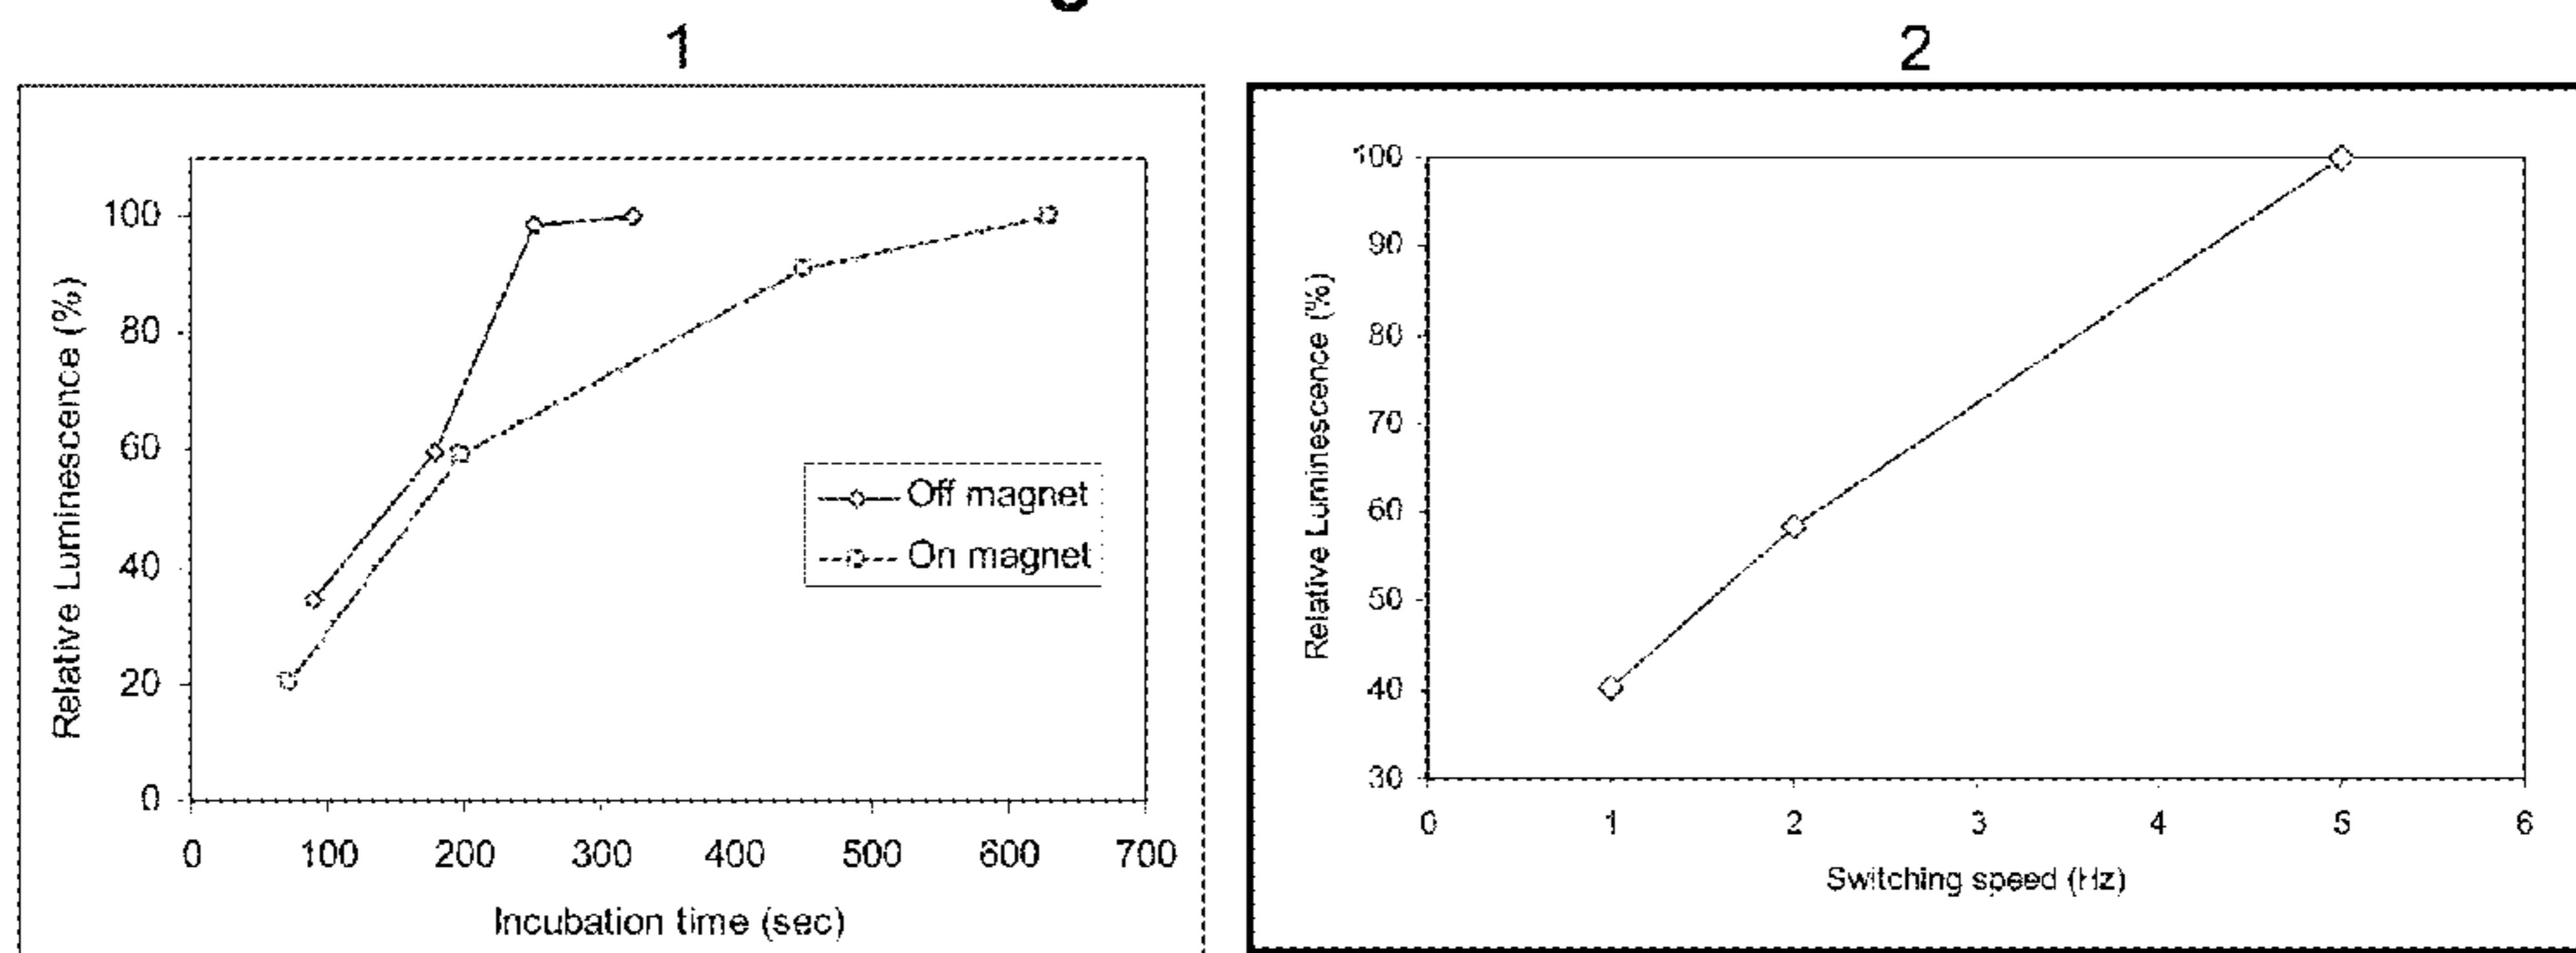 1
Relative Luminescence (%)
100
80
60
40
20
0
0 100 200 300 400 500 600 700
Incubation time (sec)
Off magnet
On magnet
2
Relative Luminescence (%)
100
90
80
70
60
50
40
30
0 1 2 3 4 5 6
Switching speed (Hz)